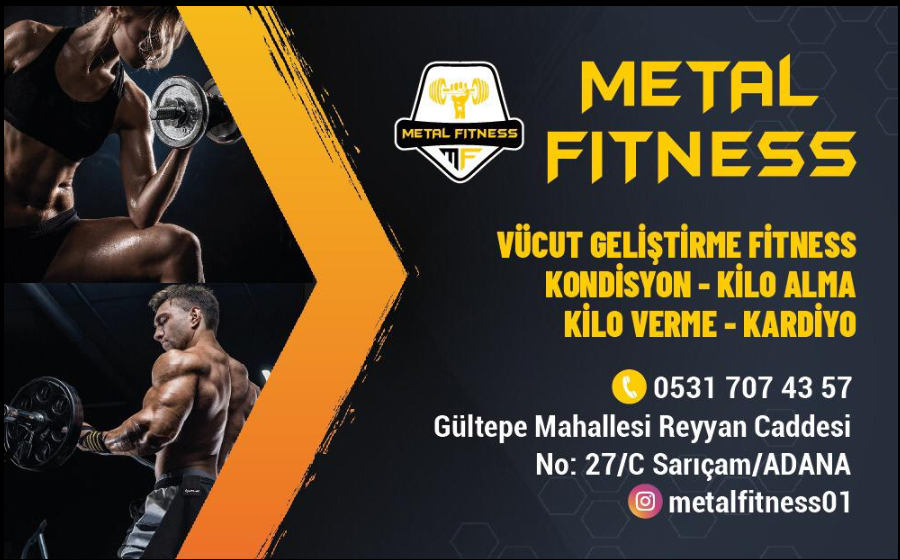 METAL FITNESS
MF
METAL
FITNESS
VÜCUT GELİŞTİRME FİTNESS
KONDİSYON - KİLO ALMA
KİLO VERME - KARDİYO
0531 707 43 57
Gültepe Mahallesi Reyyan Caddesi
No: 27/C Sarıçam/ADANA
metalfitness01